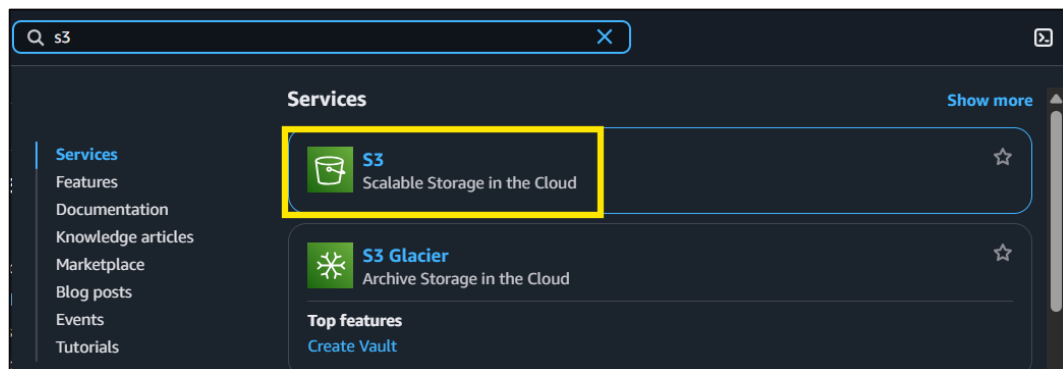 s3
Services
Show more
Services
Features
Documentation
Knowledge articles
Marketplace
Blog posts
Events
Tutorials
S3
Scalable Storage in the Cloud
S3 Glacier
Archive Storage in the Cloud
Top features
Create Vault